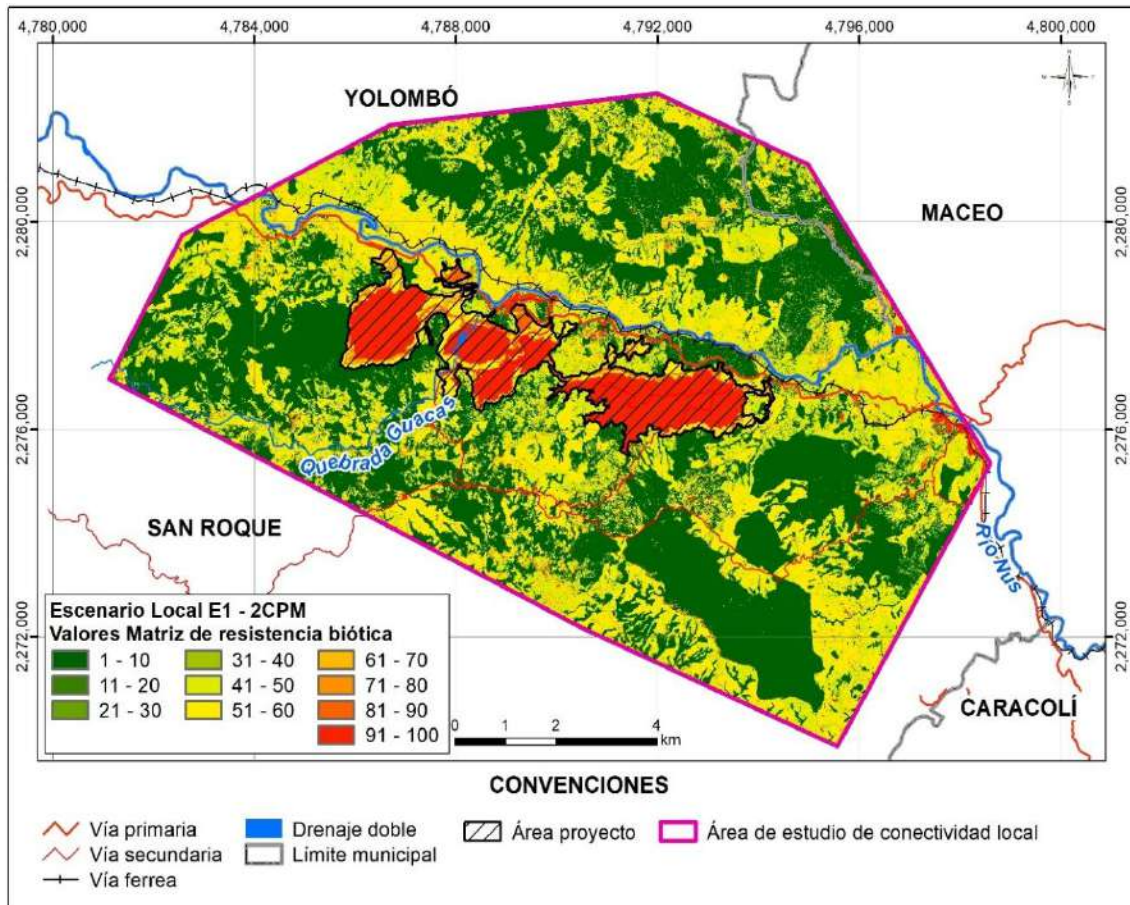 4,780,000 4,784,000 4,788,000 4,792,000 4,796,000 4,800,000
YOLOMBÓ
MACEO
2,280,000 2,280,000
2,276,000 2,276,000
Quebrada Guacas
SAN ROQUE
Río Nus
2,272,000 2,272,000
CARACOLÍ
Escenario Local E1 - 2CPM
Valores Matriz de resistencia biótica
1 - 10 31 - 40 61 - 70
11 - 20 41 - 50 71 - 80
21 - 30 51 - 60 81 - 90
91 - 100
0 1 2 4
km
CONVENCIONES
Vía primaria Drenaje doble Área proyecto Área de estudio de conectividad local
Vía secundaria Límite municipal
Vía ferrea